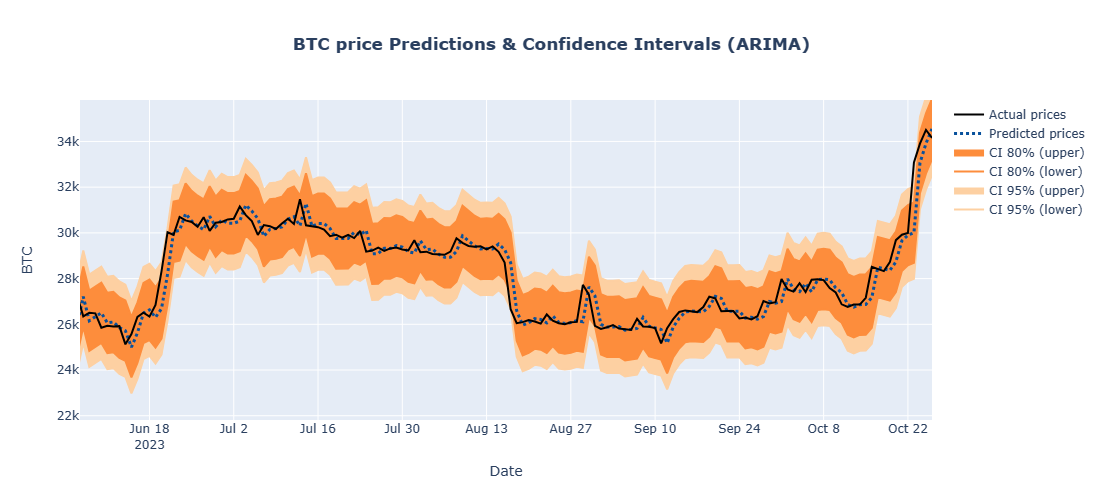 BTC price Predictions & Confidence Intervals (ARIMA)
Actual prices
Predicted prices
CI 80% (upper)
CI 80% (lower)
CI 95% (upper)
CI 95% (lower)
BTC
34k
32k
30k
28k
26k
24k
22k
Jun 18
2023
Jul 2
Jul 16
Jul 30
Aug 13
Aug 27
Sep 10
Sep 24
Oct 8
Oct 22
Date